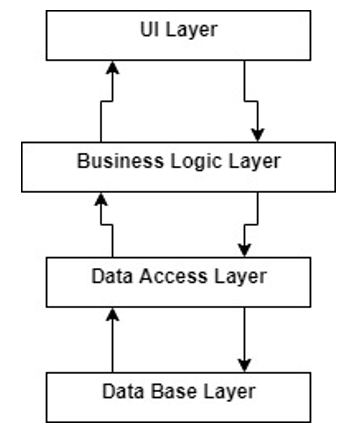 UI Layer
Business Logic Layer
Data Access Layer
Data Base Layer